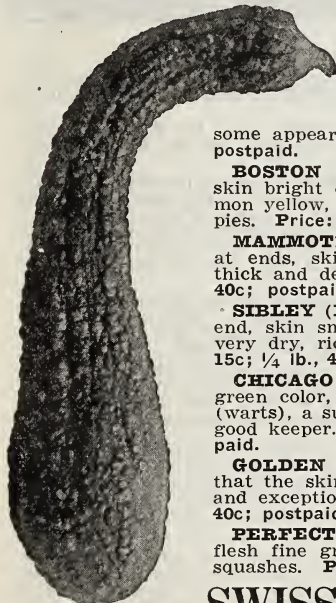 some appear
postpaid.
BOSTON
skin bright
mon yellow,
pies. Price:
MAMMOT
at ends, ski
thick and de
40c; postpai
SIBLEY (
end, skin sm
very dry, ric
15c; ¼ lb., 4
CHICAGO
green color,
(warts), a su
good keeper.
paid.
GOLDEN
that the skin
and exception
40c; postpaid
PERFECT
flesh fine gr
squashes. P
SWISS